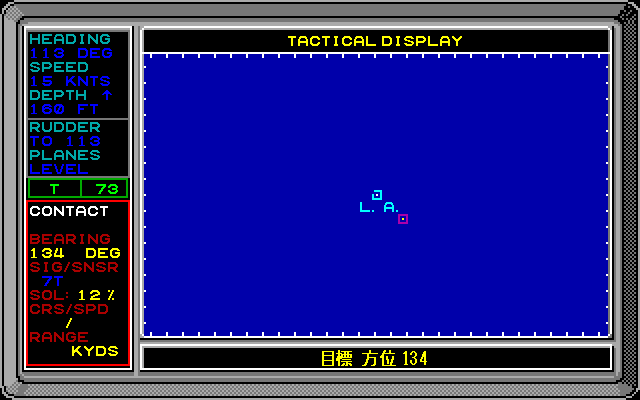 HEADING
113 DEG
SPEED
15 KNTS
DEPTH ↑
160 FT
RUDDER
TO 113
PLANES
LEVEL
T 73
CONTACT
BEARING
134 DEG
SIG/SNSR
7T
SOL: 12%
CRS/SPD
/
RANGE
KYDS
TACTICAL DISPLAY
L. A.
目標 方位 134